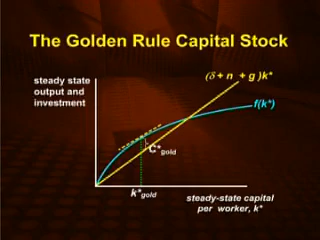 The Golden Rule Capital Stock
steady state
output and
investment
(δ + n + g )k*
f(k*)
C*gold
k*gold
steady-state capital
per worker, k*